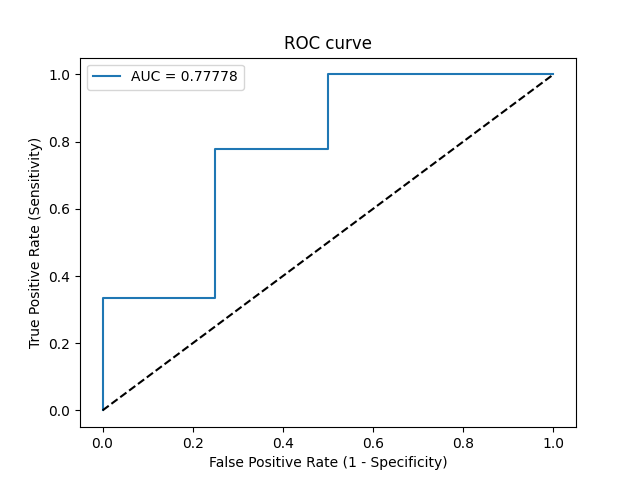 ROC curve
AUC = 0.77778
True Positive Rate (Sensitivity)
1.0
0.8
0.6
0.4
0.2
0.0
0.0 0.2 0.4 0.6 0.8 1.0
False Positive Rate (1 - Specificity)